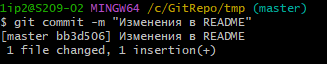 1ip2@S209-02 MINGW64 /c/GitRepo/tmp (master)
$ git commit -m "Изменения в README"
[master bb3d506] Изменения в README
 1 file changed, 1 insertion(+)